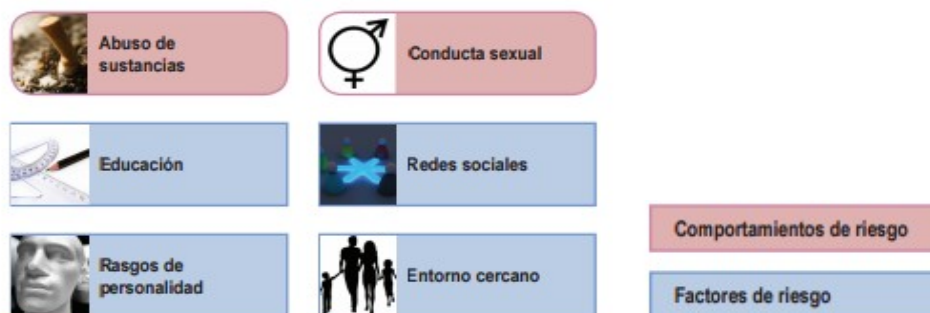 Abuso de
sustancias
Conducta sexual
Educación
Redes sociales
Rasgos de
personalidad
Entorno cercano
Comportamientos de riesgo
Factores de riesgo